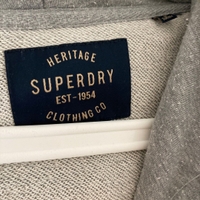 HERITAGE
SUPERDRY
EST-1954
CLOTHING CO